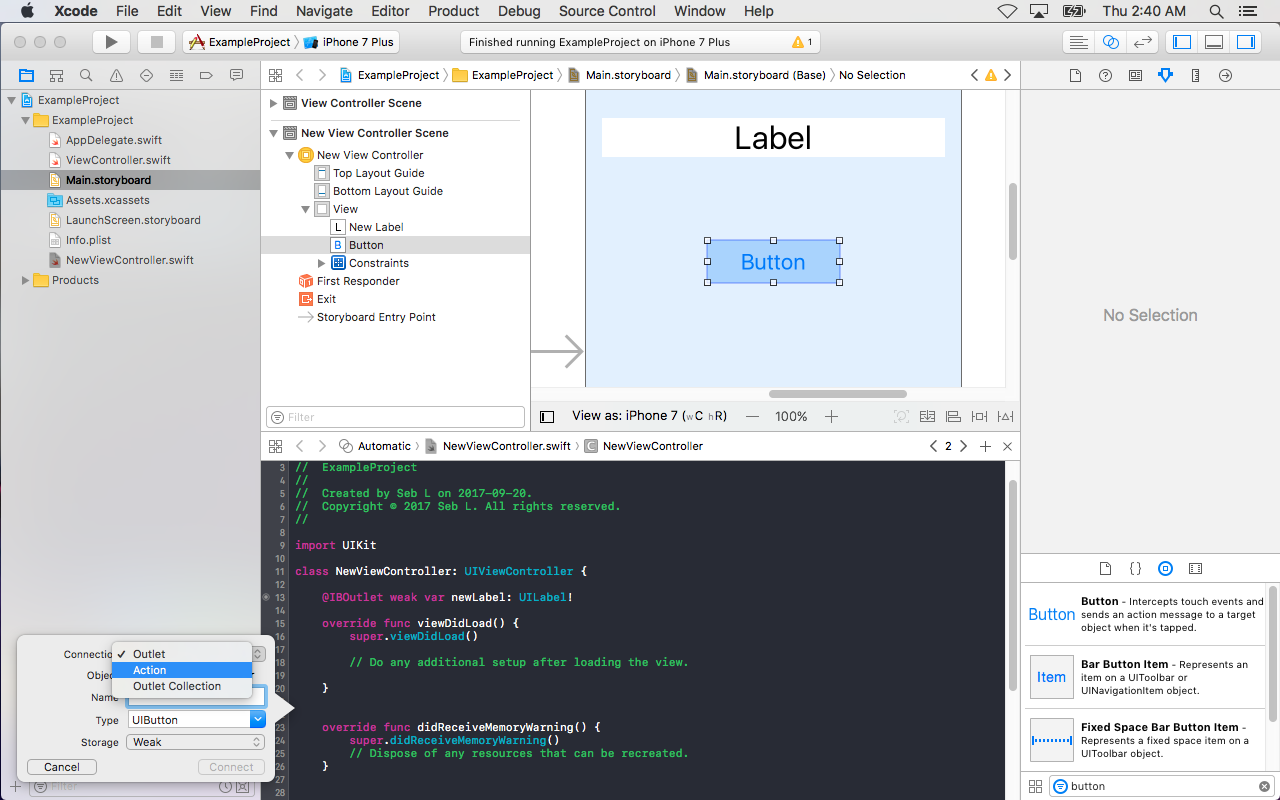 Xcode File Edit View Find Navigate Editor Product Debug Source Control Window Help Thu 2:40 AM
ExampleProject iPhone 7 Plus Finished running ExampleProject on iPhone 7 Plus 1
ExampleProject ExampleProject Main.storyboard Main.storyboard (Base) No Selection
ExampleProject
ExampleProject
AppDelegate.swift
ViewController.swift
Main.storyboard
Assets.xcassets
LaunchScreen.storyboard
Info.plist
NewViewController.swift
Products
View Controller Scene
New View Controller Scene
New View Controller
Top Layout Guide
Bottom Layout Guide
View
L New Label
B Button
Constraints
First Responder
Exit
Storyboard Entry Point
Filter
Label
Button
View as: iPhone 7 (wC hR) — 100% +
No Selection
Automatic NewViewController.swift C NewViewController 2
3 // ExampleProject
4 //
5 // Created by Seb L on 2017-09-20.
6 // Copyright © 2017 Seb L. All rights reserved.
7 //
8
9 import UIKit
10
11 class NewViewController: UIViewController {
12
13 @IBOutlet weak var newLabel: UILabel!
14
15 override func viewDidLoad() {
16 super.viewDidLoad()
17
18 // Do any additional setup after loading the view.
19
20 }
23 override func didReceiveMemoryWarning() {
24 super.didReceiveMemoryWarning()
25 // Dispose of any resources that can be recreated.
26 }
27
28
Connectio
✓ Outlet
Action
Outlet Collection
Objec
Name
Type UIButton
Storage Weak
Cancel Connect
Filter
Button
Button - Intercepts touch events and
sends an action message to a target
object when it's tapped.
Item
Bar Button Item - Represents an
item on a UIToolbar or
UINavigationItem object.
Fixed Space Bar Button Item -
Represents a fixed space item on a
UIToolbar object.
button